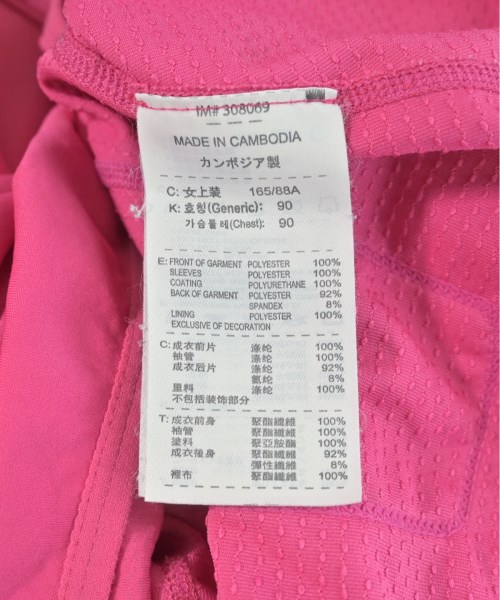 IM# 308069
MADE IN CAMBODIA
カンボジア製
C: 女上装 165/88A
K: 호칭(Generic): 90
가슴둘레(Chest): 90
E: FRONT OF GARMENT POLYESTER 100%
SLEEVES POLYESTER 100%
COATING POLYURETHANE 100%
BACK OF GARMENT POLYESTER 92%
SPANDEX 8%
LINING POLYESTER 100%
EXCLUSIVE OF DECORATION
C: 成衣前片 涤纶 100%
袖管 涤纶 100%
成衣后片 涤纶 92%
氨纶 8%
里料 涤纶 100%
不包括装饰部分
T: 成衣前身 聚酯纖維 100%
袖管 聚酯纖維 100%
塗料 聚亞胺酯 100%
成衣後身 聚酯纖維 92%
彈性纖維 8%
裡布 聚酯纖維 100%